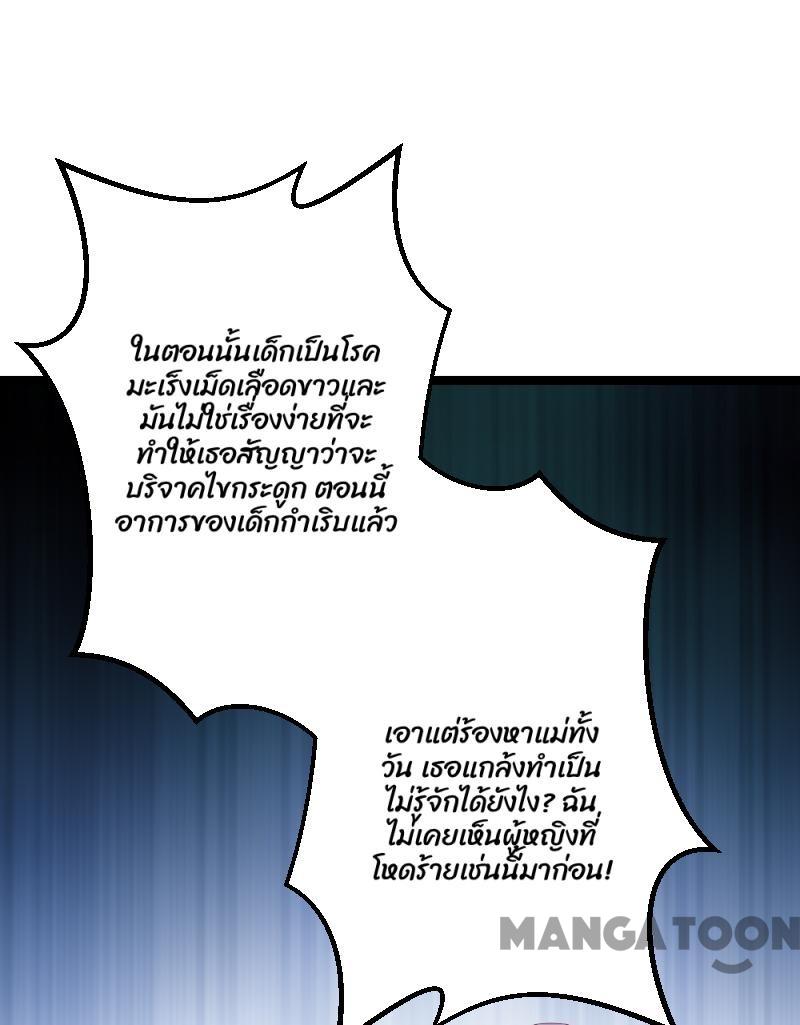 ในตอนนั้นเด็กเป็นโรค
มะเร็งเม็ดเลือดขาวและ
มันไม่ใช่เรื่องง่ายที่จะ
ทำให้เธอสัญญาว่าจะ
บริจาคไขกระดูก ตอนนี้
อาการของเด็กกำเริบแล้ว
เอาแต่ร้องหาแม่ทั้ง
วัน เธอแกล้งทำเป็น
ไม่รู้จักได้ยังไง? ฉัน
ไม่เคยเห็นผู้หญิงที่
โหดร้ายเช่นนี้มาก่อน!
MANGATOON